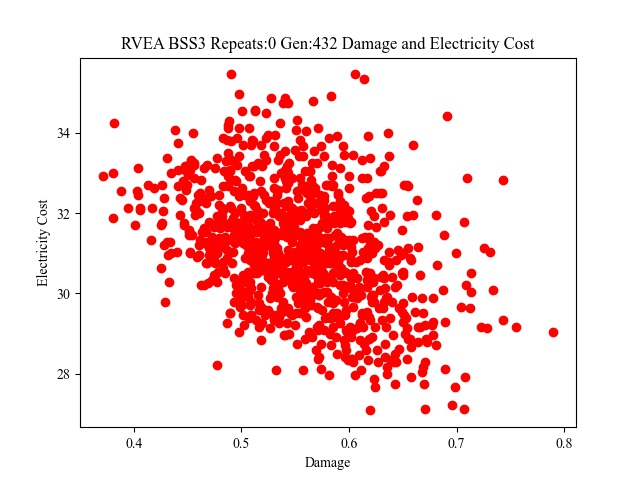 RVEA BSS3 Repeats:0 Gen:432 Damage and Electricity Cost
34
32
30
28
Electricity Cost
0.4 0.5 0.6 0.7 0.8
Damage